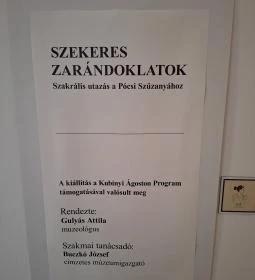 SZEKERES
ZARÁNDOKLATOK
Szakrális utazás a Pócsi Szűzanyához
A kiállítás a Kubinyi Ágoston Program
támogatásával valósult meg
Rendezte:
Gulyás Attila
muzeológus
Szakmai tanácsadó:
Buczkó József
címzetes múzeumigazgató